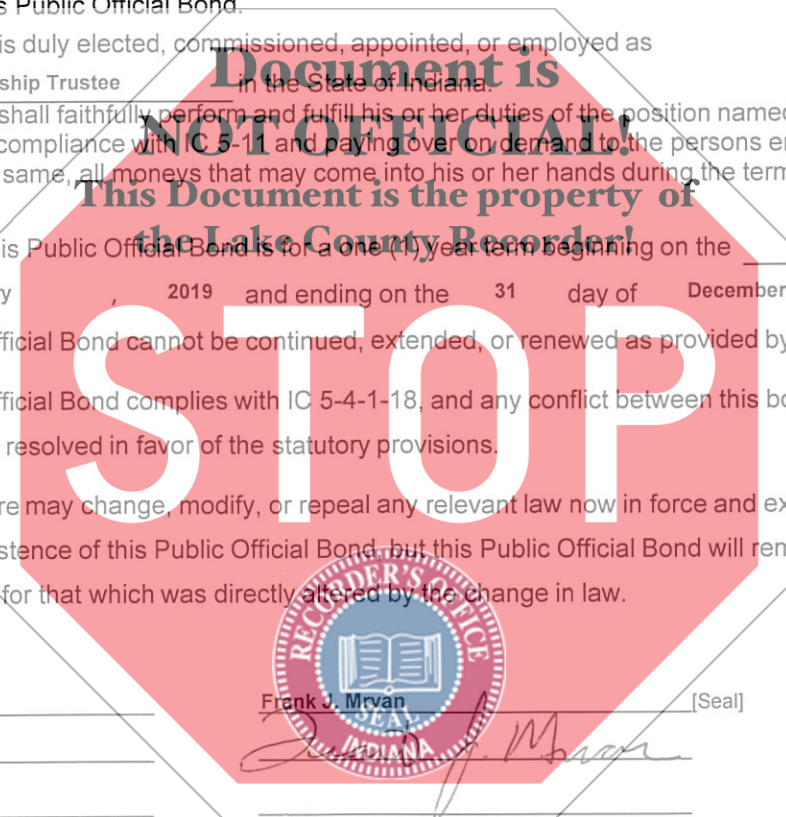 s Public Official Bond.
is duly elected, commissioned, appointed, or employed as
ship Trustee in the State of Indiana.
Document is
shall faithfully perform and fulfill his or her duties of the position named
NOT OFFICIAL!
compliance with IC 5-11 and paying over on demand to the persons en
same, all moneys that may come into his or her hands during the term
This Document is the property of
the Lake County Recorder!
is Public Official Bond is for a one (1) year term beginning on the
y , 2019 and ending on the 31 day of December
STOP
fficial Bond cannot be continued, extended, or renewed as provided by
fficial Bond complies with IC 5-4-1-18, and any conflict between this bo
resolved in favor of the statutory provisions.
re may change, modify, or repeal any relevant law now in force and ex
stence of this Public Official Bond, but this Public Official Bond will rem
for that which was directly altered by the change in law.
RECORDER'S OFFICE
Frank J. Mrvan [Seal]
SEAL
INDIANA
Frank J. Mrvan